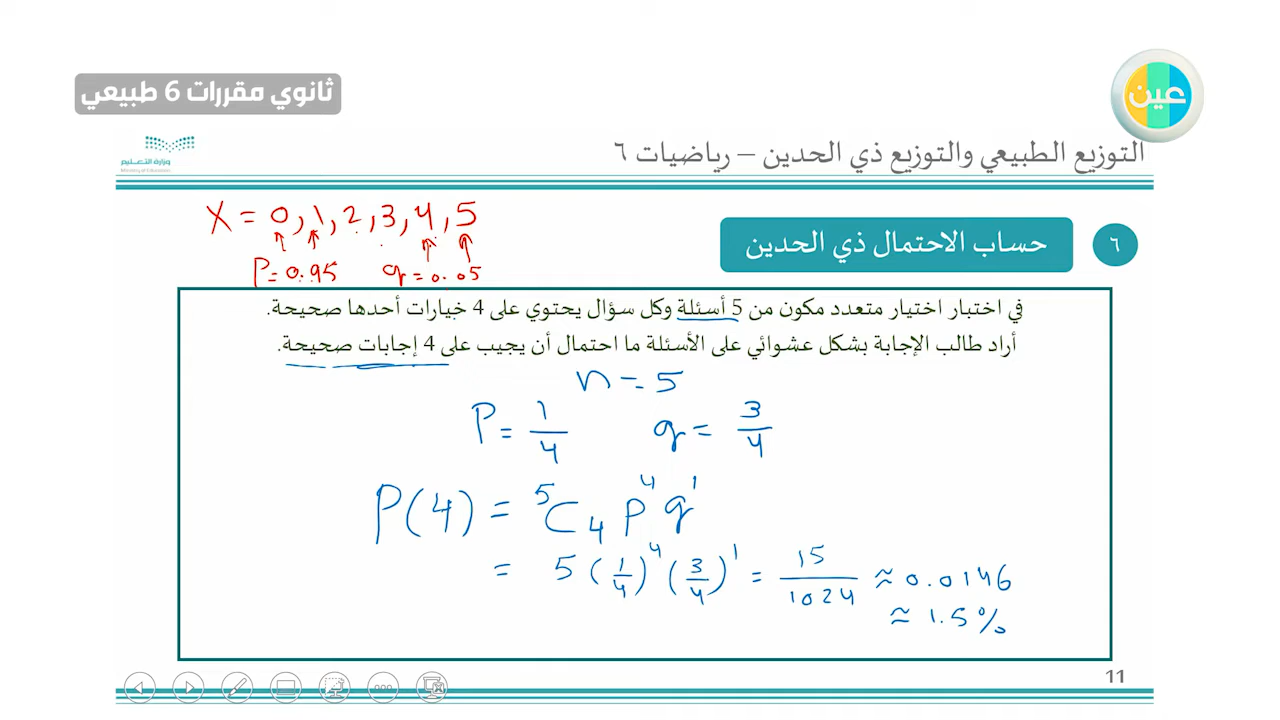 ثانوي مقررات 6 طبيعي
عين
وزارة التعليم
Ministry of Education
التوزيع الطبيعي والتوزيع ذي الحدين – رياضيات ٦
X = 0, 1, 2, 3, 4, 5
P = 0.95 q = 0.05
٦ حساب الاحتمال ذي الحدين
في اختبار اختيار متعدد مكون من 5 أسئلة وكل سؤال يحتوي على 4 خيارات أحدها صحيحة.
أراد طالب الإجابة بشكل عشوائي على الأسئلة ما احتمال أن يجيب على 4 إجابات صحيحة.
n = 5
P = 1/4 q = 3/4
P(4) = ⁵C₄ P⁴ q¹
= 5 (1/4)⁴ (3/4)¹ = 15/1024 ≈ 0.0146
≈ 1.5%
11